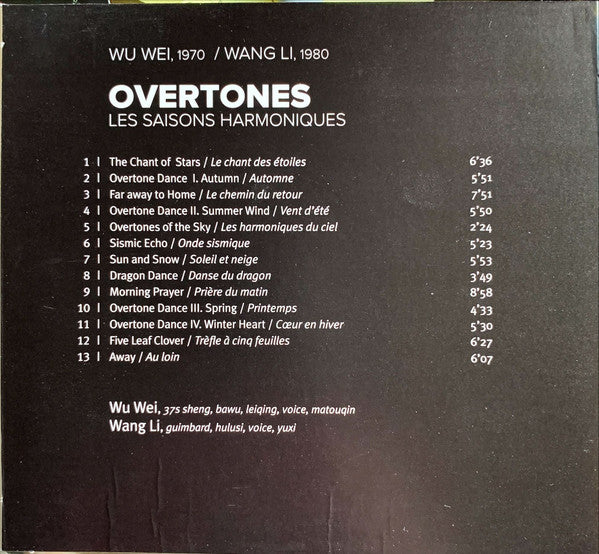 WU WEI, 1970 / WANG LI, 1980
OVERTONES
LES SAISONS HARMONIQUES
1 | The Chant of Stars / Le chant des étoiles 6'36
2 | Overtone Dance I. Autumn / Automne 5'51
3 | Far away to Home / Le chemin du retour 7'51
4 | Overtone Dance II. Summer Wind / Vent d'été 5'50
5 | Overtones of the Sky / Les harmoniques du ciel 2'24
6 | Sismic Echo / Onde sismique 5'23
7 | Sun and Snow / Soleil et neige 5'53
8 | Dragon Dance / Danse du dragon 3'49
9 | Morning Prayer / Prière du matin 8'58
10 | Overtone Dance III. Spring / Printemps 4'33
11 | Overtone Dance IV. Winter Heart / Cœur en hiver 5'30
12 | Five Leaf Clover / Trèfle à cinq feuilles 6'27
13 | Away / Au loin 6'07
Wu Wei, 37s sheng, bawu, leiqing, voice, matouqin
Wang Li, guimbard, hulusi, voice, yuxi